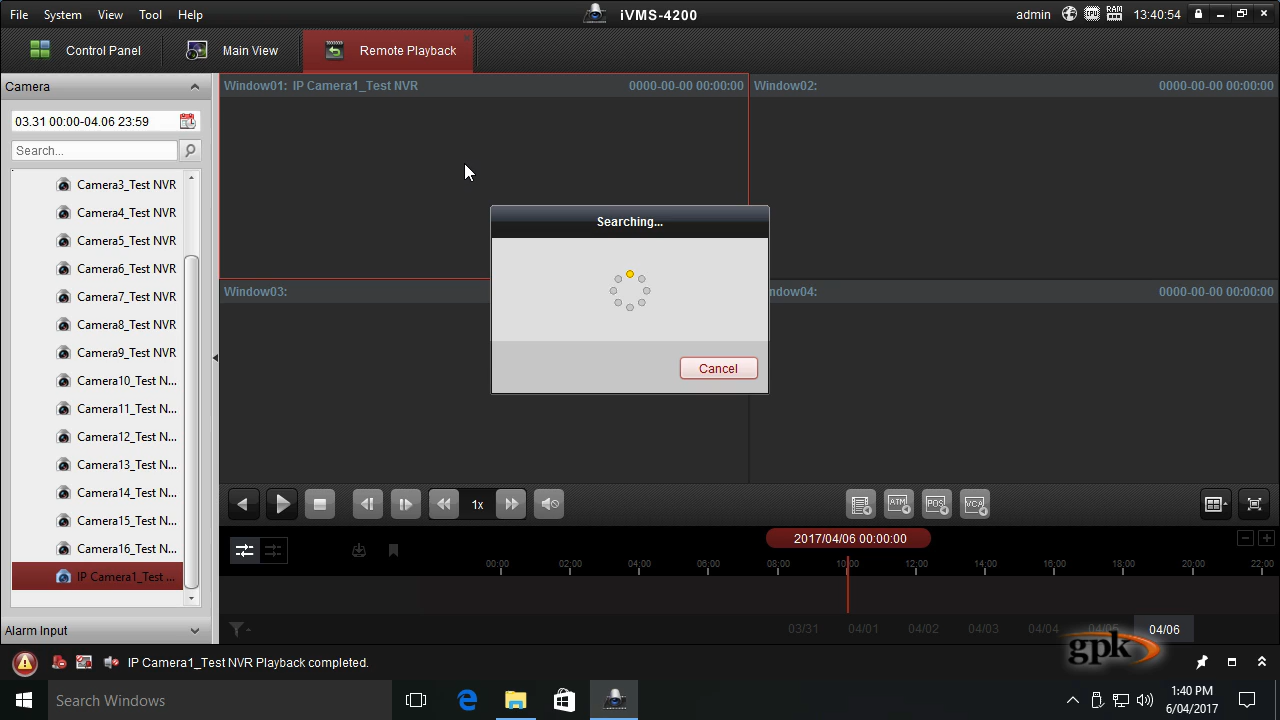 File System View Tool Help
iVMS-4200
admin RAM 13:40:54
Control Panel
Main View
Remote Playback
Camera
03.31 00:00-04.06 23:59
Search...
Camera3_Test NVR
Camera4_Test NVR
Camera5_Test NVR
Camera6_Test NVR
Camera7_Test NVR
Camera8_Test NVR
Camera9_Test NVR
Camera10_Test N...
Camera11_Test N...
Camera12_Test N...
Camera13_Test N...
Camera14_Test N...
Camera15_Test N...
Camera16_Test N...
IP Camera1_Test ...
Alarm Input
Window01: IP Camera1_Test NVR 0000-00-00 00:00:00
Window02: 0000-00-00 00:00:00
Searching...
Cancel
Window03:
ndow04: 0000-00-00 00:00:00
1x
ATM POS VCA
2017/04/06 00:00:00
00:00 02:00 04:00 06:00 08:00 10:00 12:00 14:00 16:00 18:00 20:00 22:00
03/31 04/01 04/02 04/03 04/04 04/05 04/06
gpk
IP Camera1_Test NVR Playback completed.
Search Windows
1:40 PM
6/04/2017